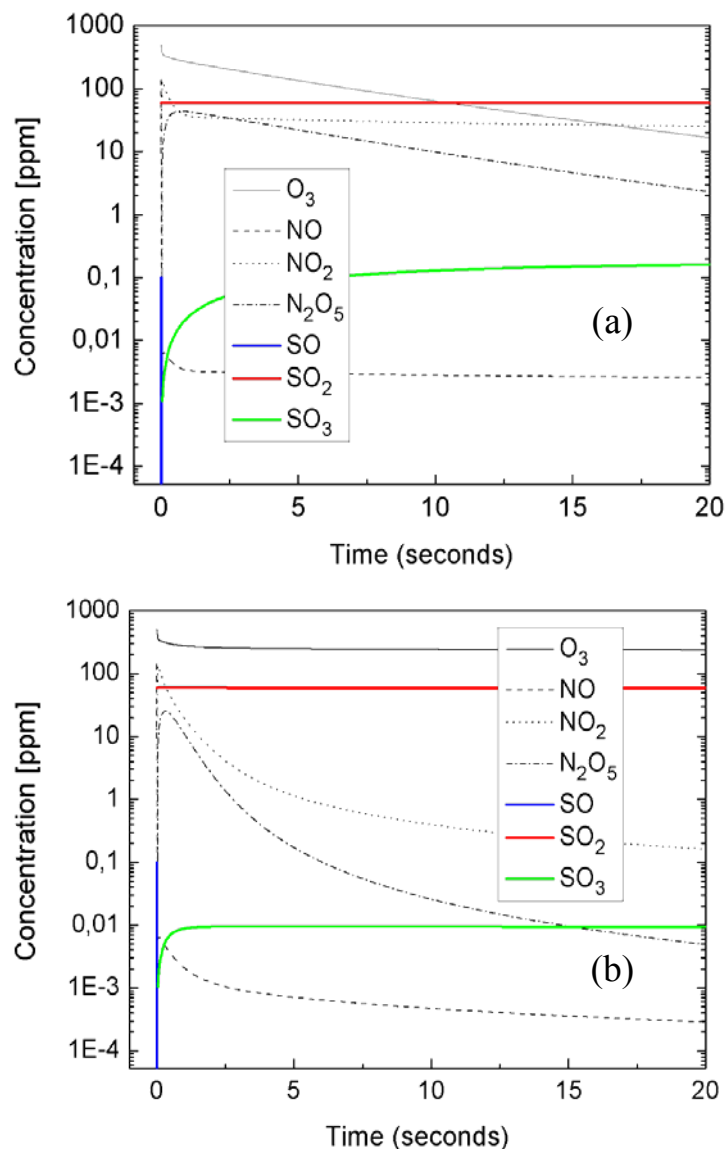 1000
100
10
1
0,1
0,01
1E-3
1E-4
Concentration [ppm]
O3
NO
NO2
N2O5
SO
SO2
SO3
(a)
0 5 10 15 20
Time (seconds)
1000
100
10
1
0,1
0,01
1E-3
1E-4
Concentration [ppm]
O3
NO
NO2
N2O5
SO
SO2
SO3
(b)
0 5 10 15 20
Time (seconds)